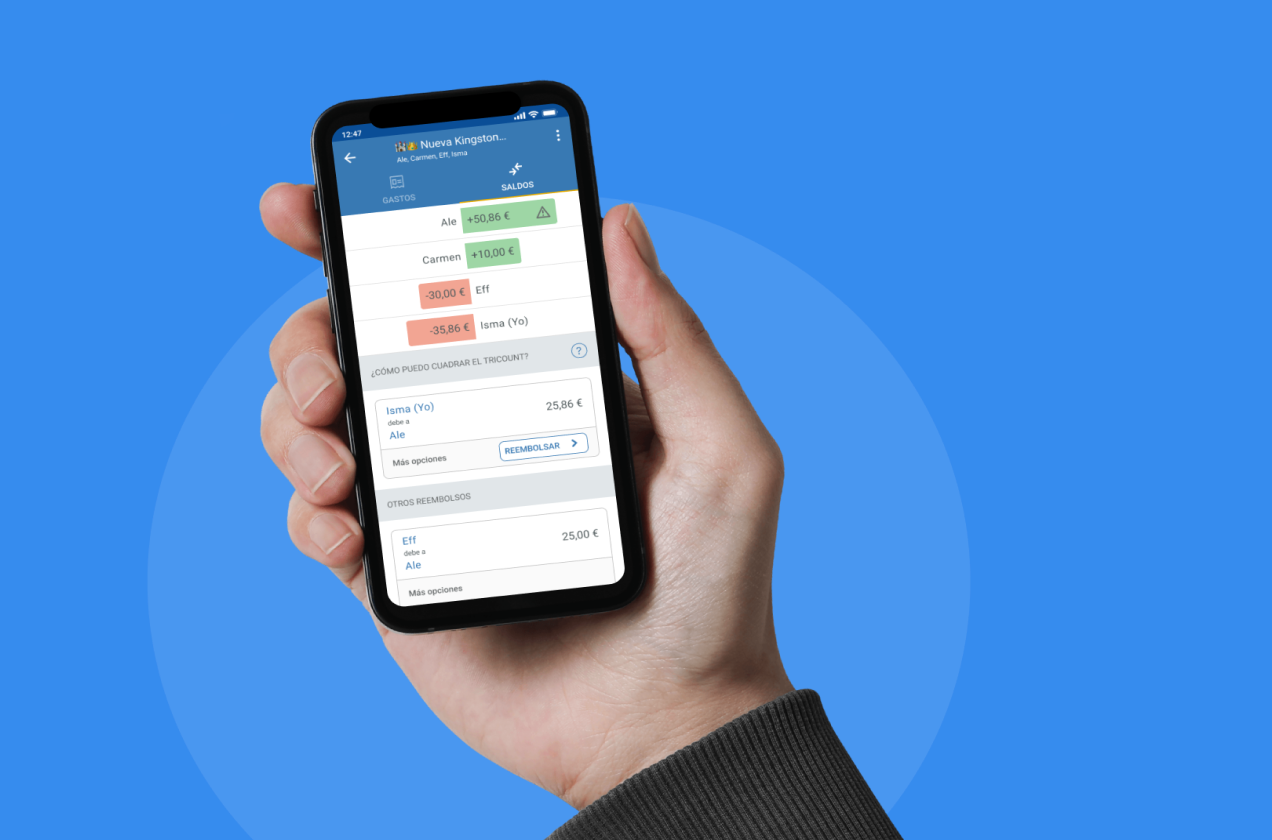 12:47
Nueva Kingston...
Ale, Carmen, Eff, Isma
GASTOS
SALDOS
Ale +50,86 €
Carmen +10,00 €
-30,00 € Eff
-35,86 € Isma (Yo)
¿CÓMO PUEDO CUADRAR EL TRICOUNT? ?
Isma (Yo)
debe a
Ale
25,86 €
Más opciones
REEMBOLSAR
OTROS REEMBOLSOS
Eff
debe a
Ale
25,00 €
Más opciones